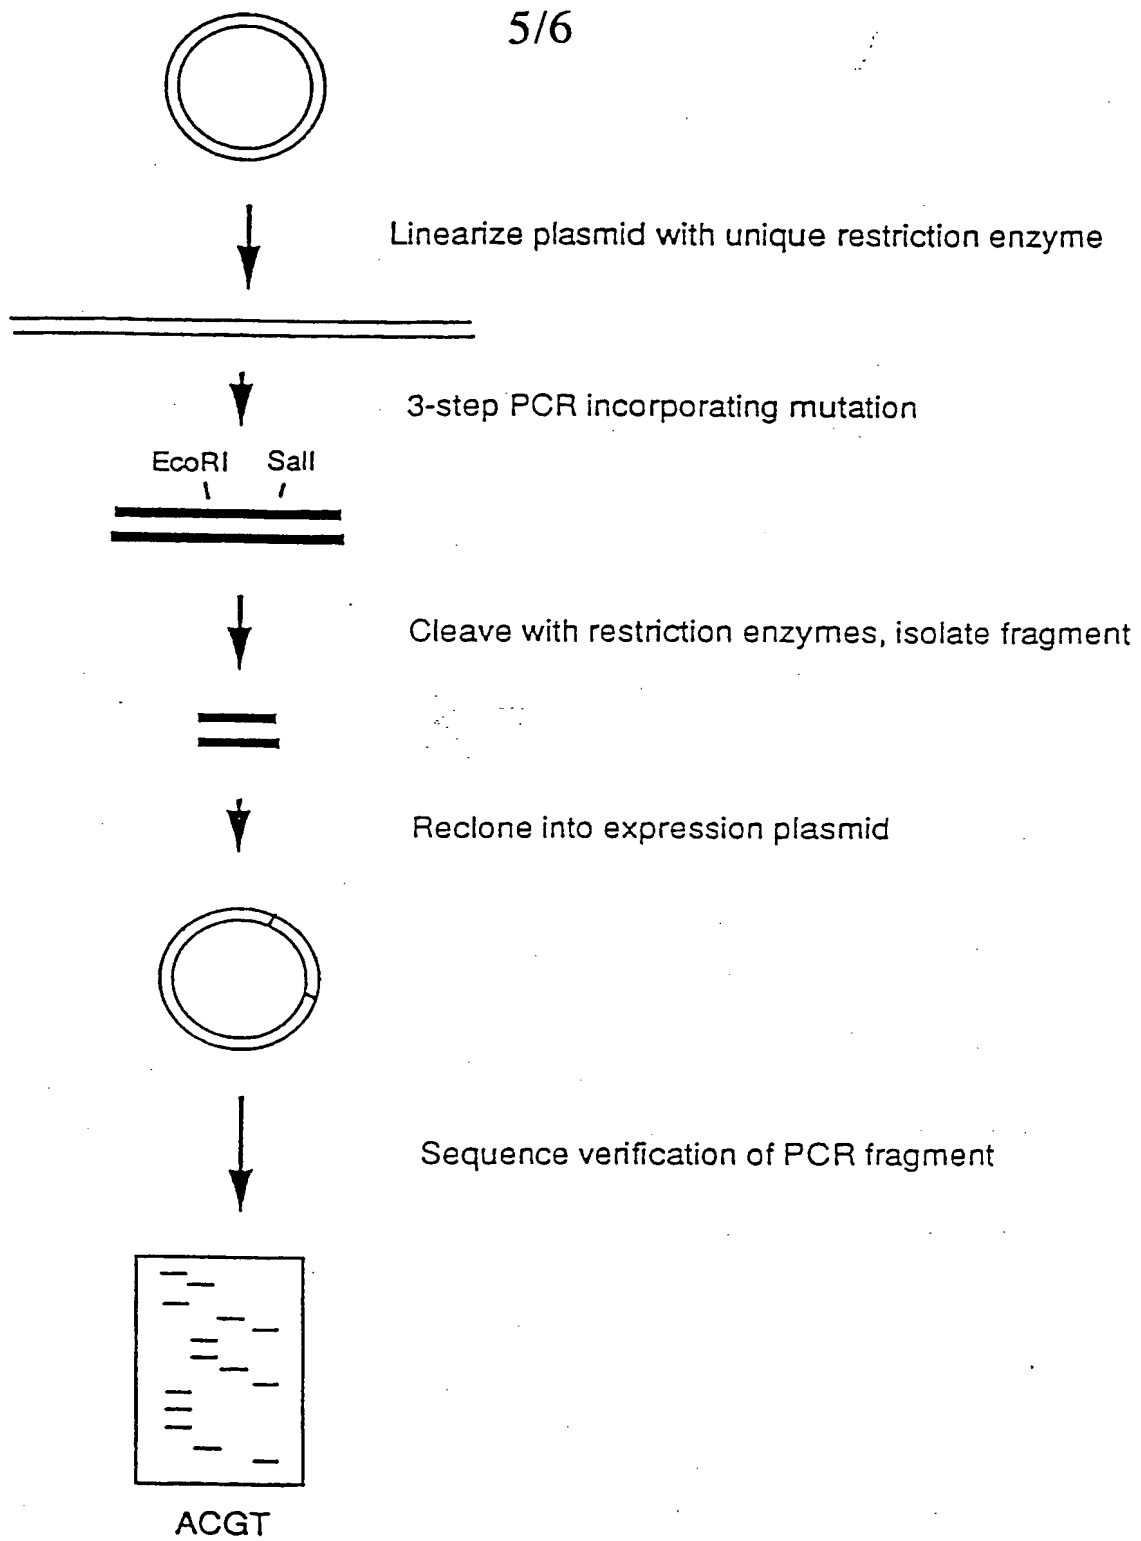 5/6
Linearize plasmid with unique restriction enzyme
3-step PCR incorporating mutation
EcoRI SalI
Cleave with restriction enzymes, isolate fragment
Reclone into expression plasmid
Sequence verification of PCR fragment
ACGT